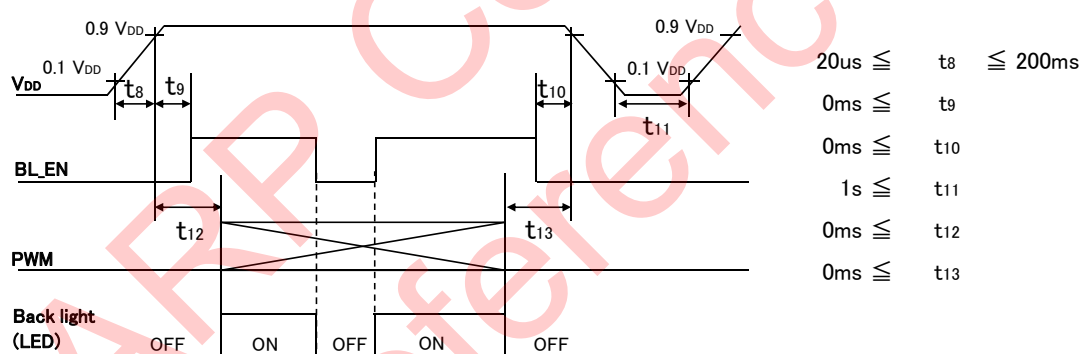 0.9 VDD
0.9 VDD
0.1 VDD
0.1 VDD
VDD
t8
t9
t10
t11
20us ≦ t8 ≦ 200ms
0ms ≦ t9
0ms ≦ t10
1s ≦ t11
0ms ≦ t12
0ms ≦ t13
BL_EN
t12
t13
PWM
Back light
(LED)
OFF
ON
OFF
ON
OFF